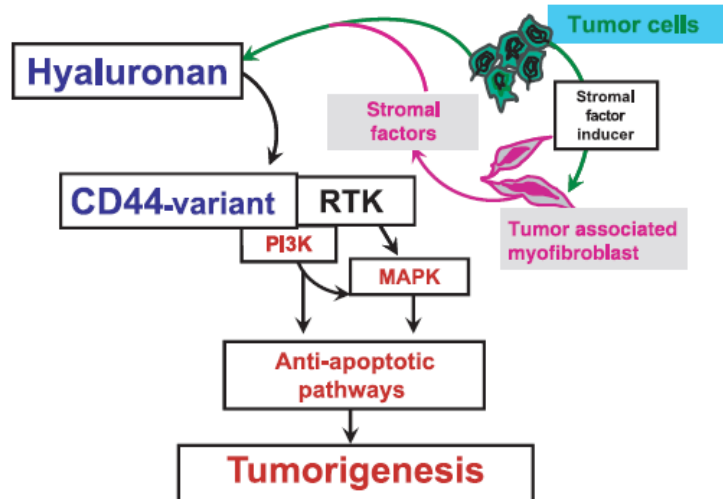 Tumor cells
Hyaluronan
Stromal
factors
Stromal
factor
inducer
CD44-variant
RTK
Tumor associated
myofibroblast
PI3K
MAPK
Anti-apoptotic
pathways
Tumorigenesis